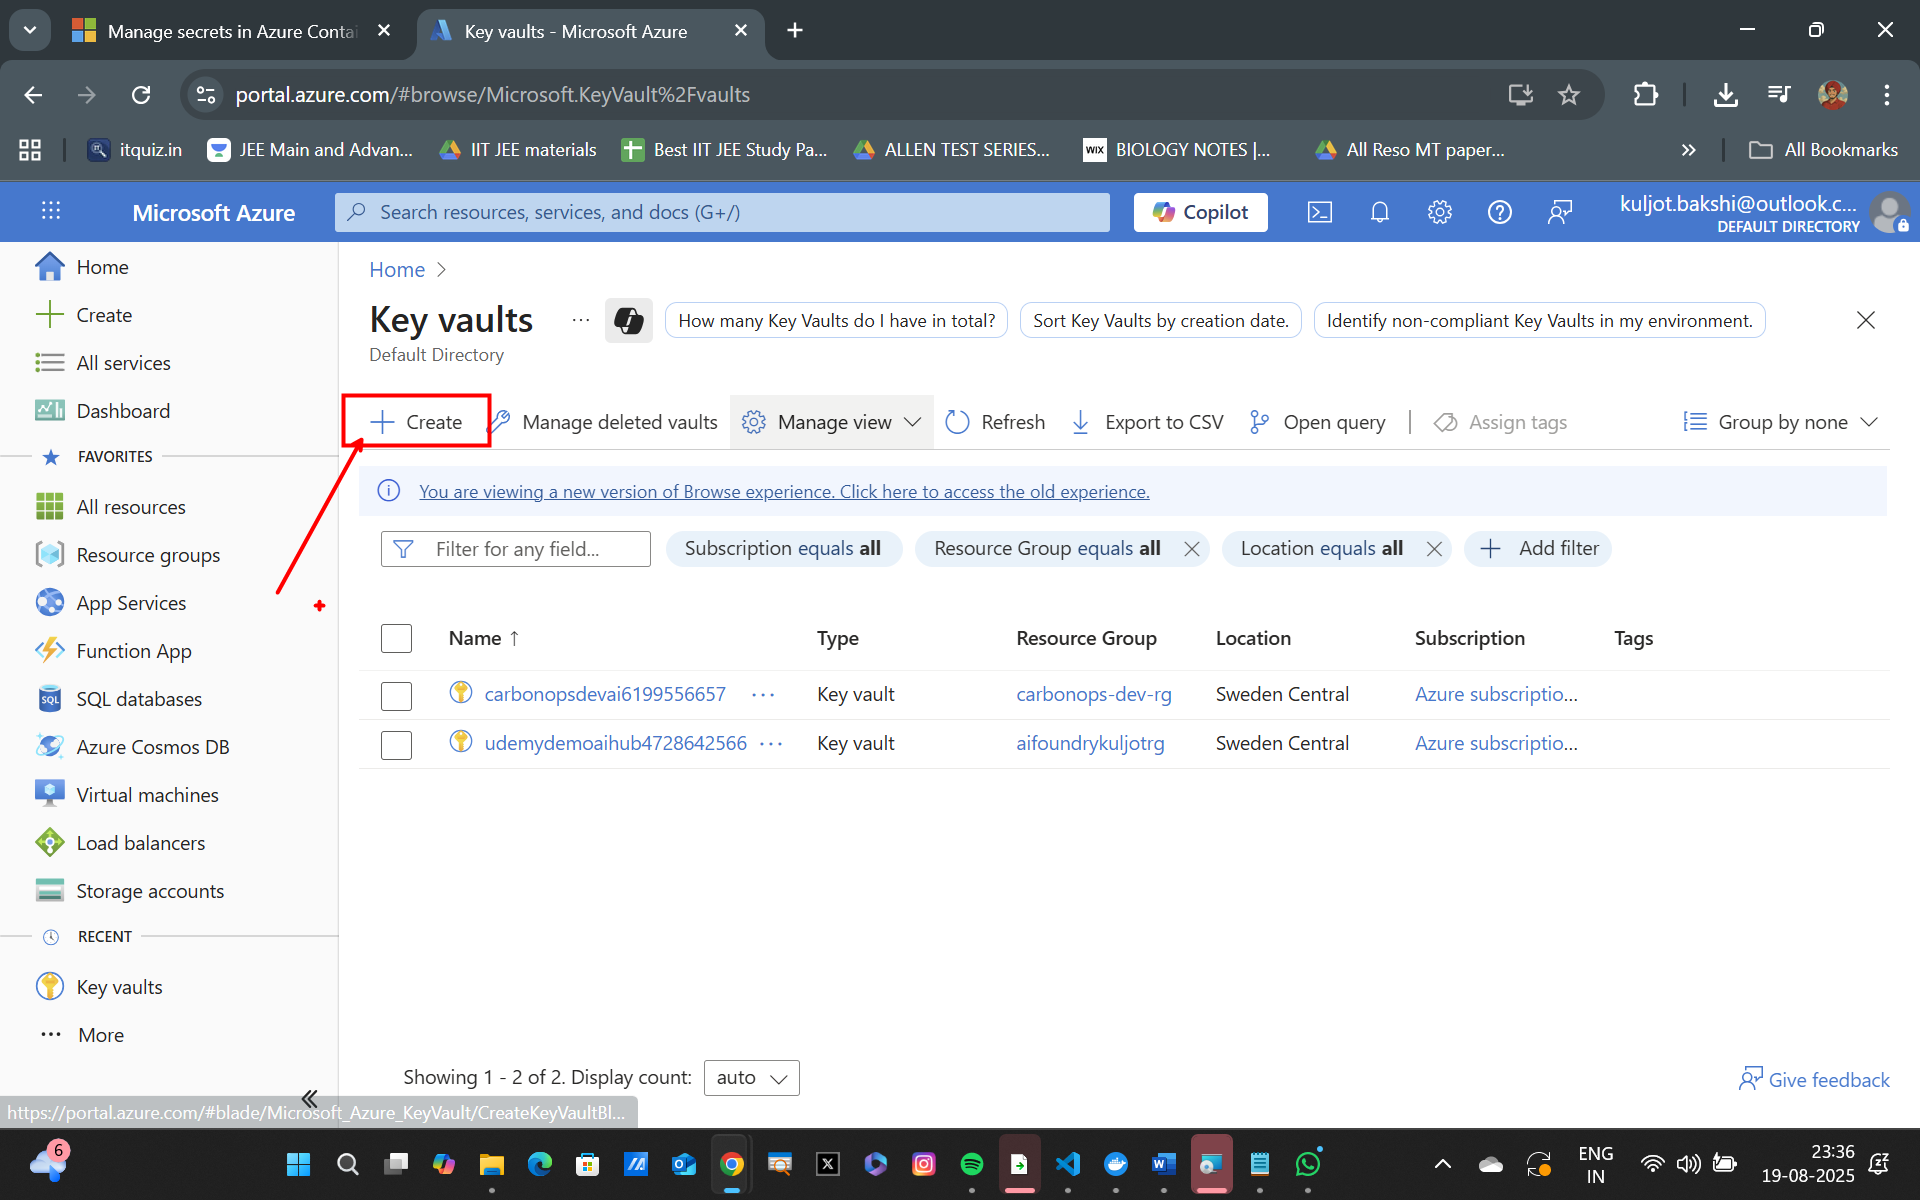 Manage secrets in Azure Contai
Key vaults - Microsoft Azure
portal.azure.com/#browse/Microsoft.KeyVault%2Fvaults
itquiz.in
JEE Main and Advan...
IIT JEE materials
Best IIT JEE Study Pa...
ALLEN TEST SERIES...
WIX
BIOLOGY NOTES |...
All Reso MT paper...
All Bookmarks
Microsoft Azure
Search resources, services, and docs (G+/)
Copilot
kuljot.bakshi@outlook.c...
DEFAULT DIRECTORY
Home
Create
All services
Dashboard
FAVORITES
All resources
Resource groups
App Services
Function App
SQL
SQL databases
Azure Cosmos DB
Virtual machines
Load balancers
Storage accounts
RECENT
Key vaults
More
Home
Key vaults
Default Directory
How many Key Vaults do I have in total?
Sort Key Vaults by creation date.
Identify non-compliant Key Vaults in my environment.
Create
Manage deleted vaults
Manage view
Refresh
Export to CSV
Open query
Assign tags
Group by none
You are viewing a new version of Browse experience. Click here to access the old experience.
Filter for any field...
Subscription equals all
Resource Group equals all
Location equals all
Add filter
Name ↑ Type Resource Group Location Subscription Tags
carbonopsdevai6199556657 ... Key vault carbonops-dev-rg Sweden Central Azure subscriptio...
udemydemoaihub4728642566 ... Key vault aifoundrykuljotrg Sweden Central Azure subscriptio...
Showing 1 - 2 of 2. Display count: auto
Give feedback
https://portal.azure.com/#blade/Microsoft_Azure_KeyVault/CreateKeyVaultBl...
6
ENG
IN
23:36
19-08-2025